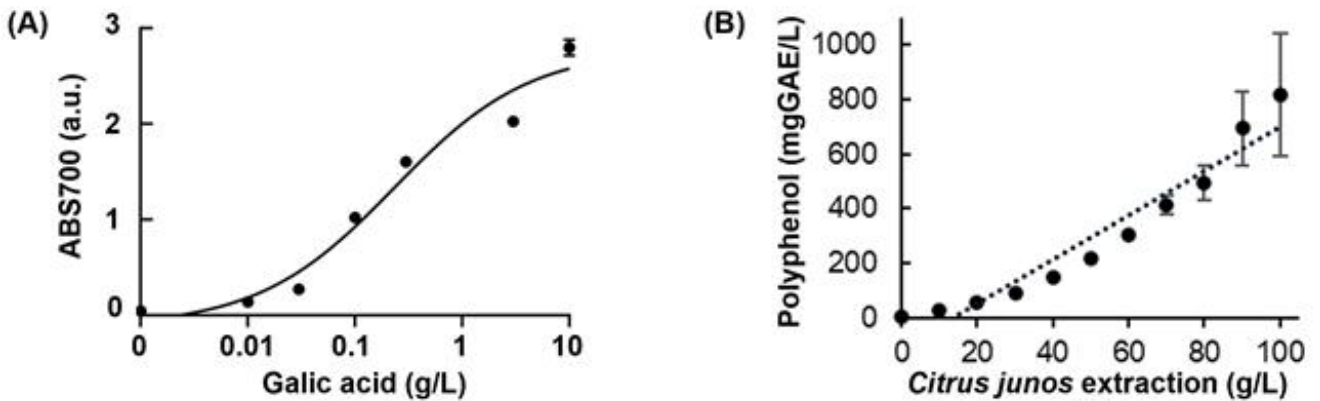 (A)
ABS700 (a.u.)
3
2
1
0
0 0.01 0.1 1 10
Galic acid (g/L)
(B)
Polyphenol (mgGAE/L)
1000
800
600
400
200
0
0 20 40 60 80 100
Citrus junos extraction (g/L)